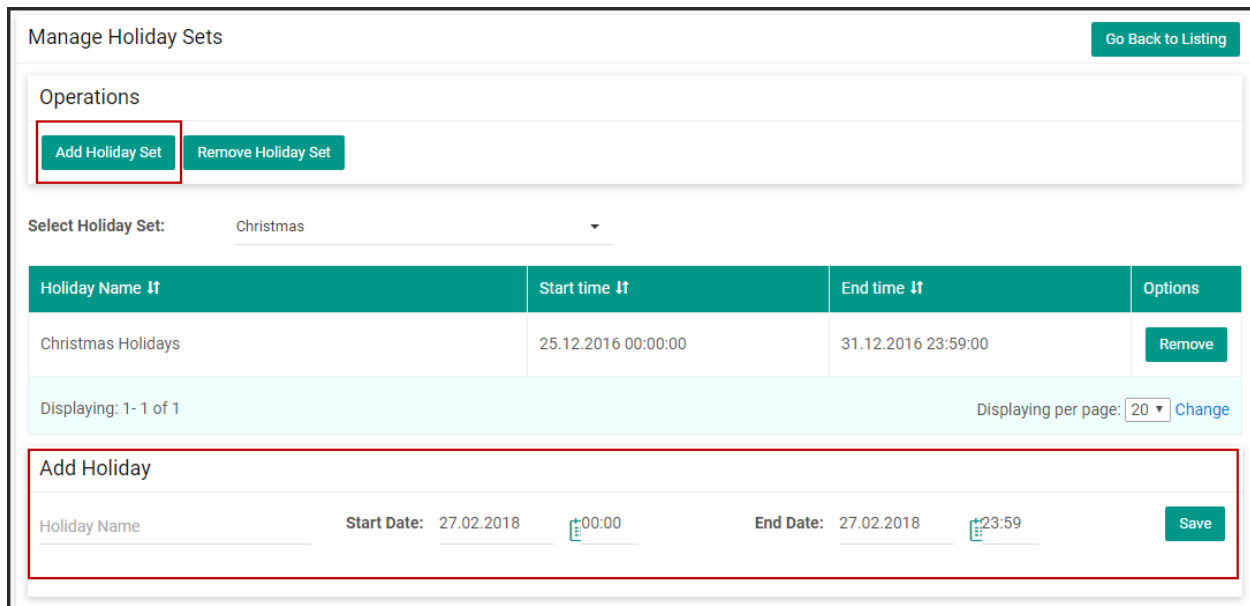 Manage Holiday Sets Go Back to Listing
Operations
Add Holiday Set Remove Holiday Set
Select Holiday Set: Christmas
Holiday Name Start time End time Options
Christmas Holidays 25.12.2016 00:00:00 31.12.2016 23:59:00 Remove
Displaying: 1- 1 of 1 Displaying per page: 20 Change
Add Holiday
Holiday Name Start Date: 27.02.2018 00:00 End Date: 27.02.2018 23:59 Save